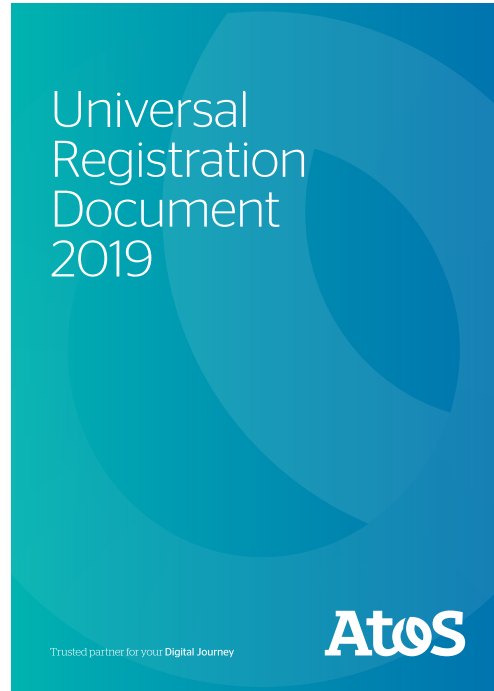 Universal
Registration
Document
2019
Trusted partner for your Digital Journey
Atos